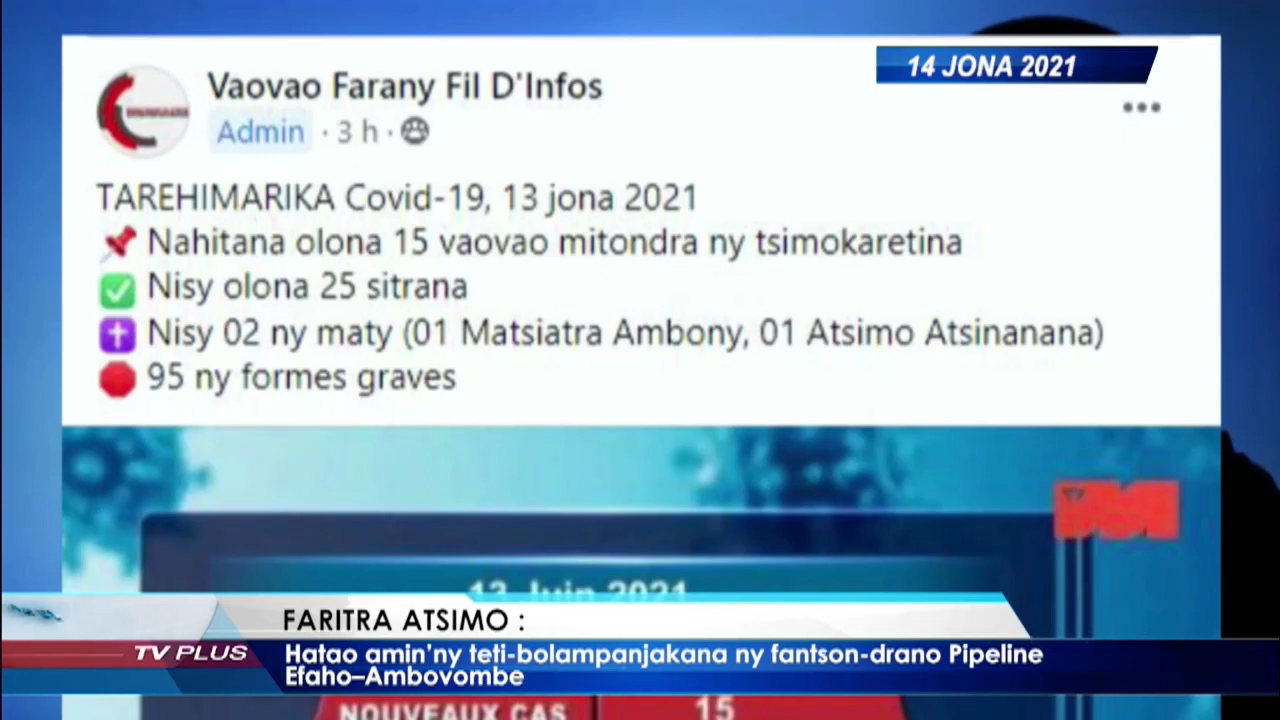 14 JONA 2021
Vaovao Farany Fil D'Infos
Admin · 3 h ·
TAREHIMARIKA Covid-19, 13 jona 2021
Nahitana olona 15 vaovao mitondra ny tsimokaretina
Nisy olona 25 sitrana
Nisy 02 ny maty (01 Matsiatra Ambony, 01 Atsimo Atsinanana)
95 ny formes graves
13 Juin 2021
FARITRA ATSIMO :
TV PLUS
Hatao amin'ny teti-bolampanjakana ny fantson-drano Pipeline
Efaho–Ambovombe
NOUVEAUX CAS 15